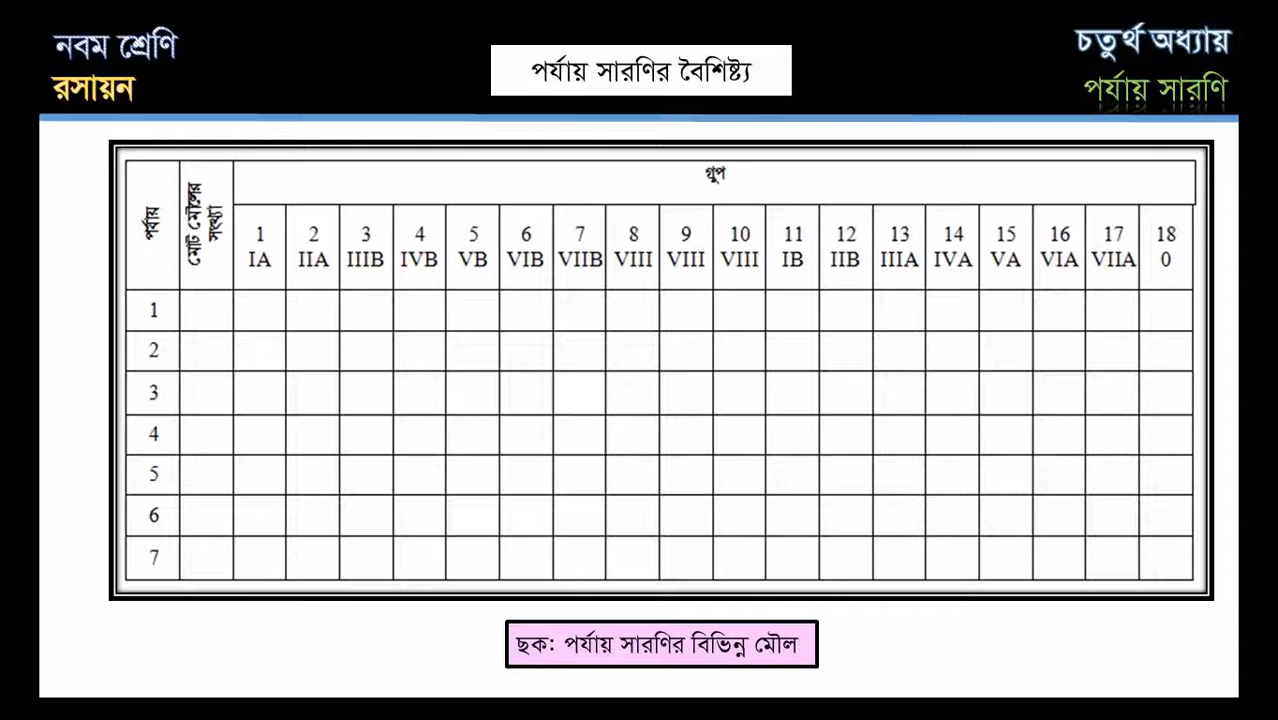 নবম শ্রেণি
রসায়ন
পর্যায় সারণির বৈশিষ্ট্য
চতুর্থ অধ্যায়
পর্যায় সারণি
পর্যায়
মোট মৌলের সংখ্যা
গ্রুপ
1 2 3 4 5 6 7 8 9 10 11 12 13 14 15 16 17 18
IA IIA IIIB IVB VB VIB VIIB VIII VIII VIII IB IIB IIIA IVA VA VIA VIIA 0
1
2
3
4
5
6
7
ছক: পর্যায় সারণির বিভিন্ন মৌল